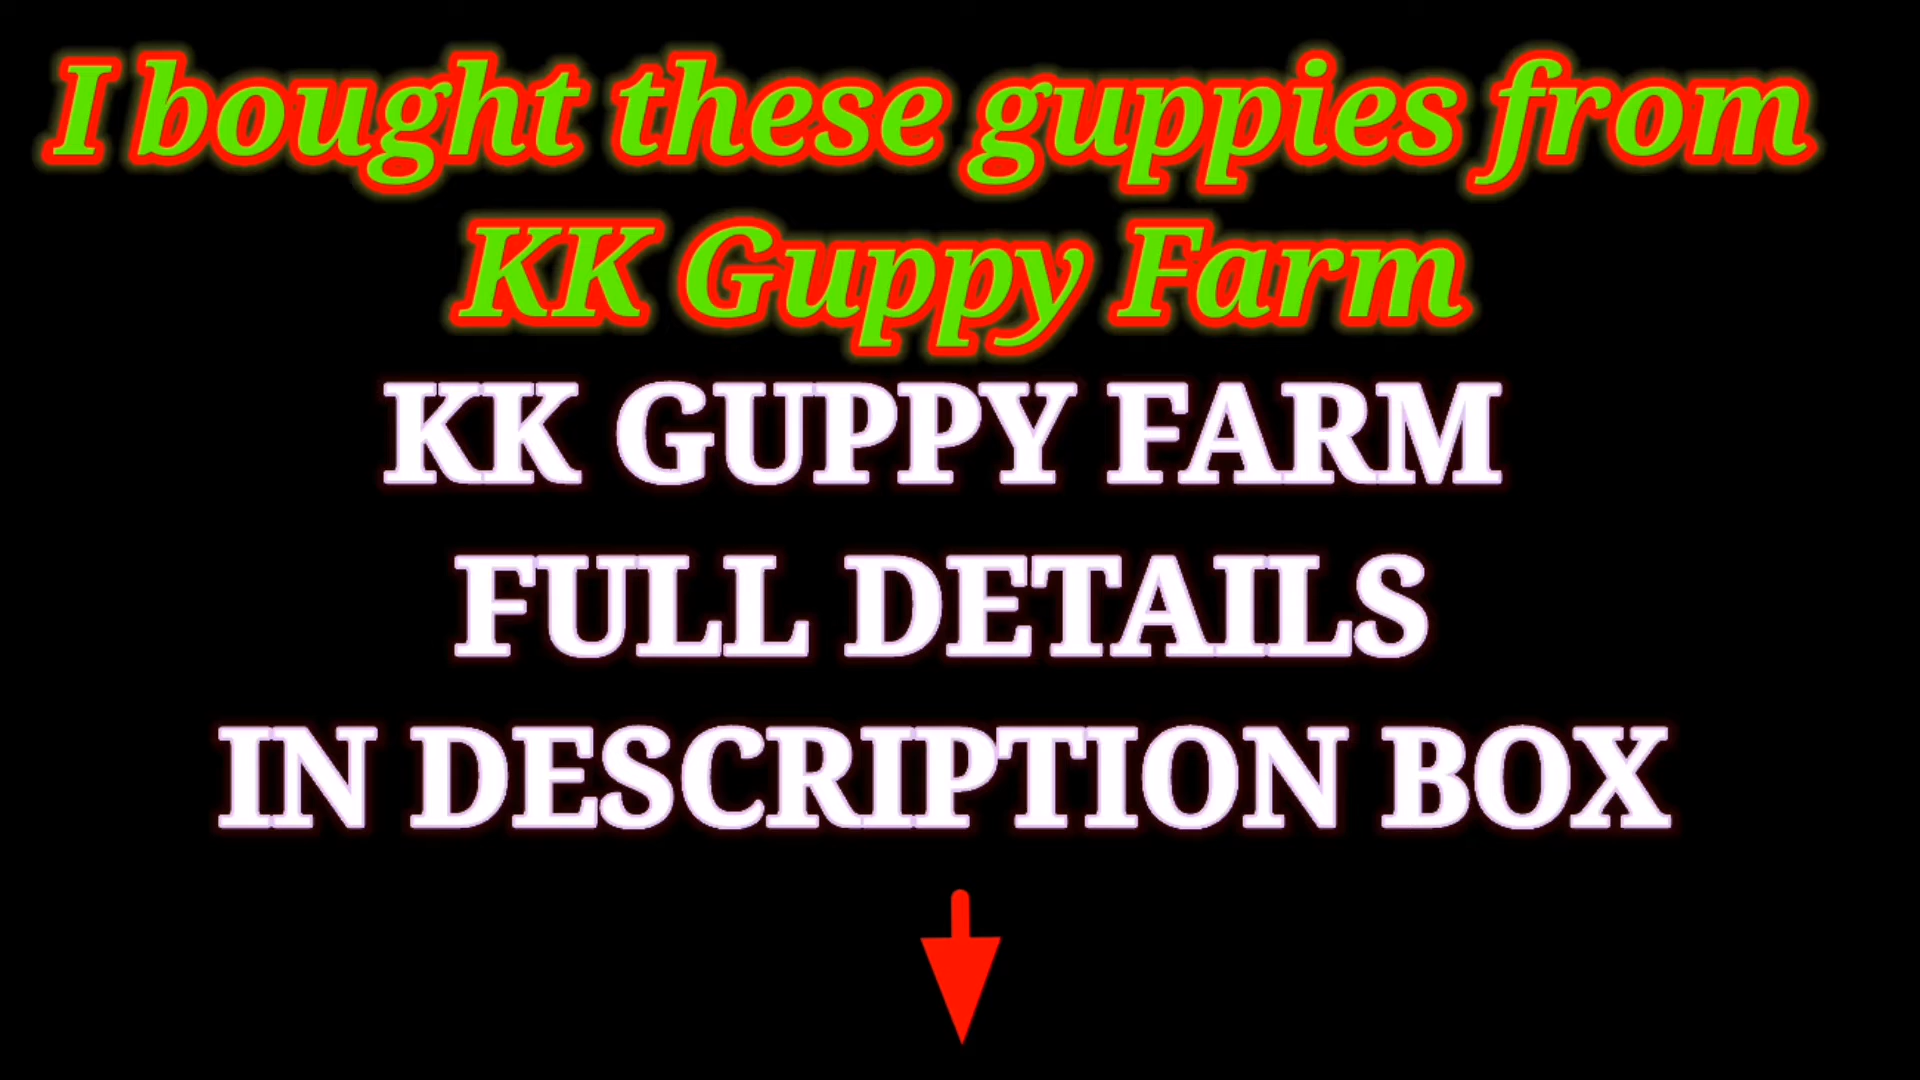 I bought these guppies from
KK Guppy Farm
KK GUPPY FARM
FULL DETAILS
IN DESCRIPTION BOX